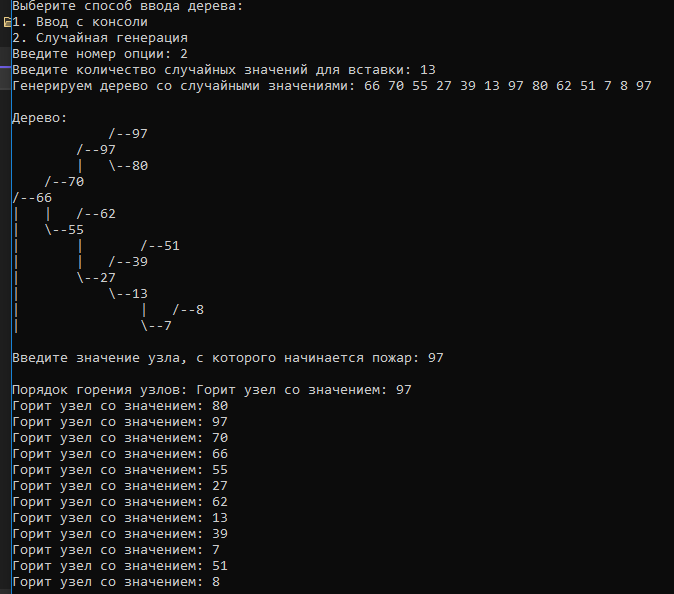 Выберите способ ввода дерева:
1. Ввод с консоли
2. Случайная генерация
Введите номер опции: 2
Введите количество случайных значений для вставки: 13
Генерируем дерево со случайными значениями: 66 70 55 27 39 13 97 80 62 51 7 8 97

Дерево:
            /--97
        /--97
        |   \--80
    /--70
/--66
|   |   /--62
|   \--55
|       |       /--51
|       |   /--39
|       \--27
|           \--13
|               |   /--8
|               \--7

Введите значение узла, с которого начинается пожар: 97

Порядок горения узлов: Горит узел со значением: 97
Горит узел со значением: 80
Горит узел со значением: 97
Горит узел со значением: 70
Горит узел со значением: 66
Горит узел со значением: 55
Горит узел со значением: 27
Горит узел со значением: 62
Горит узел со значением: 13
Горит узел со значением: 39
Горит узел со значением: 7
Горит узел со значением: 51
Горит узел со значением: 8